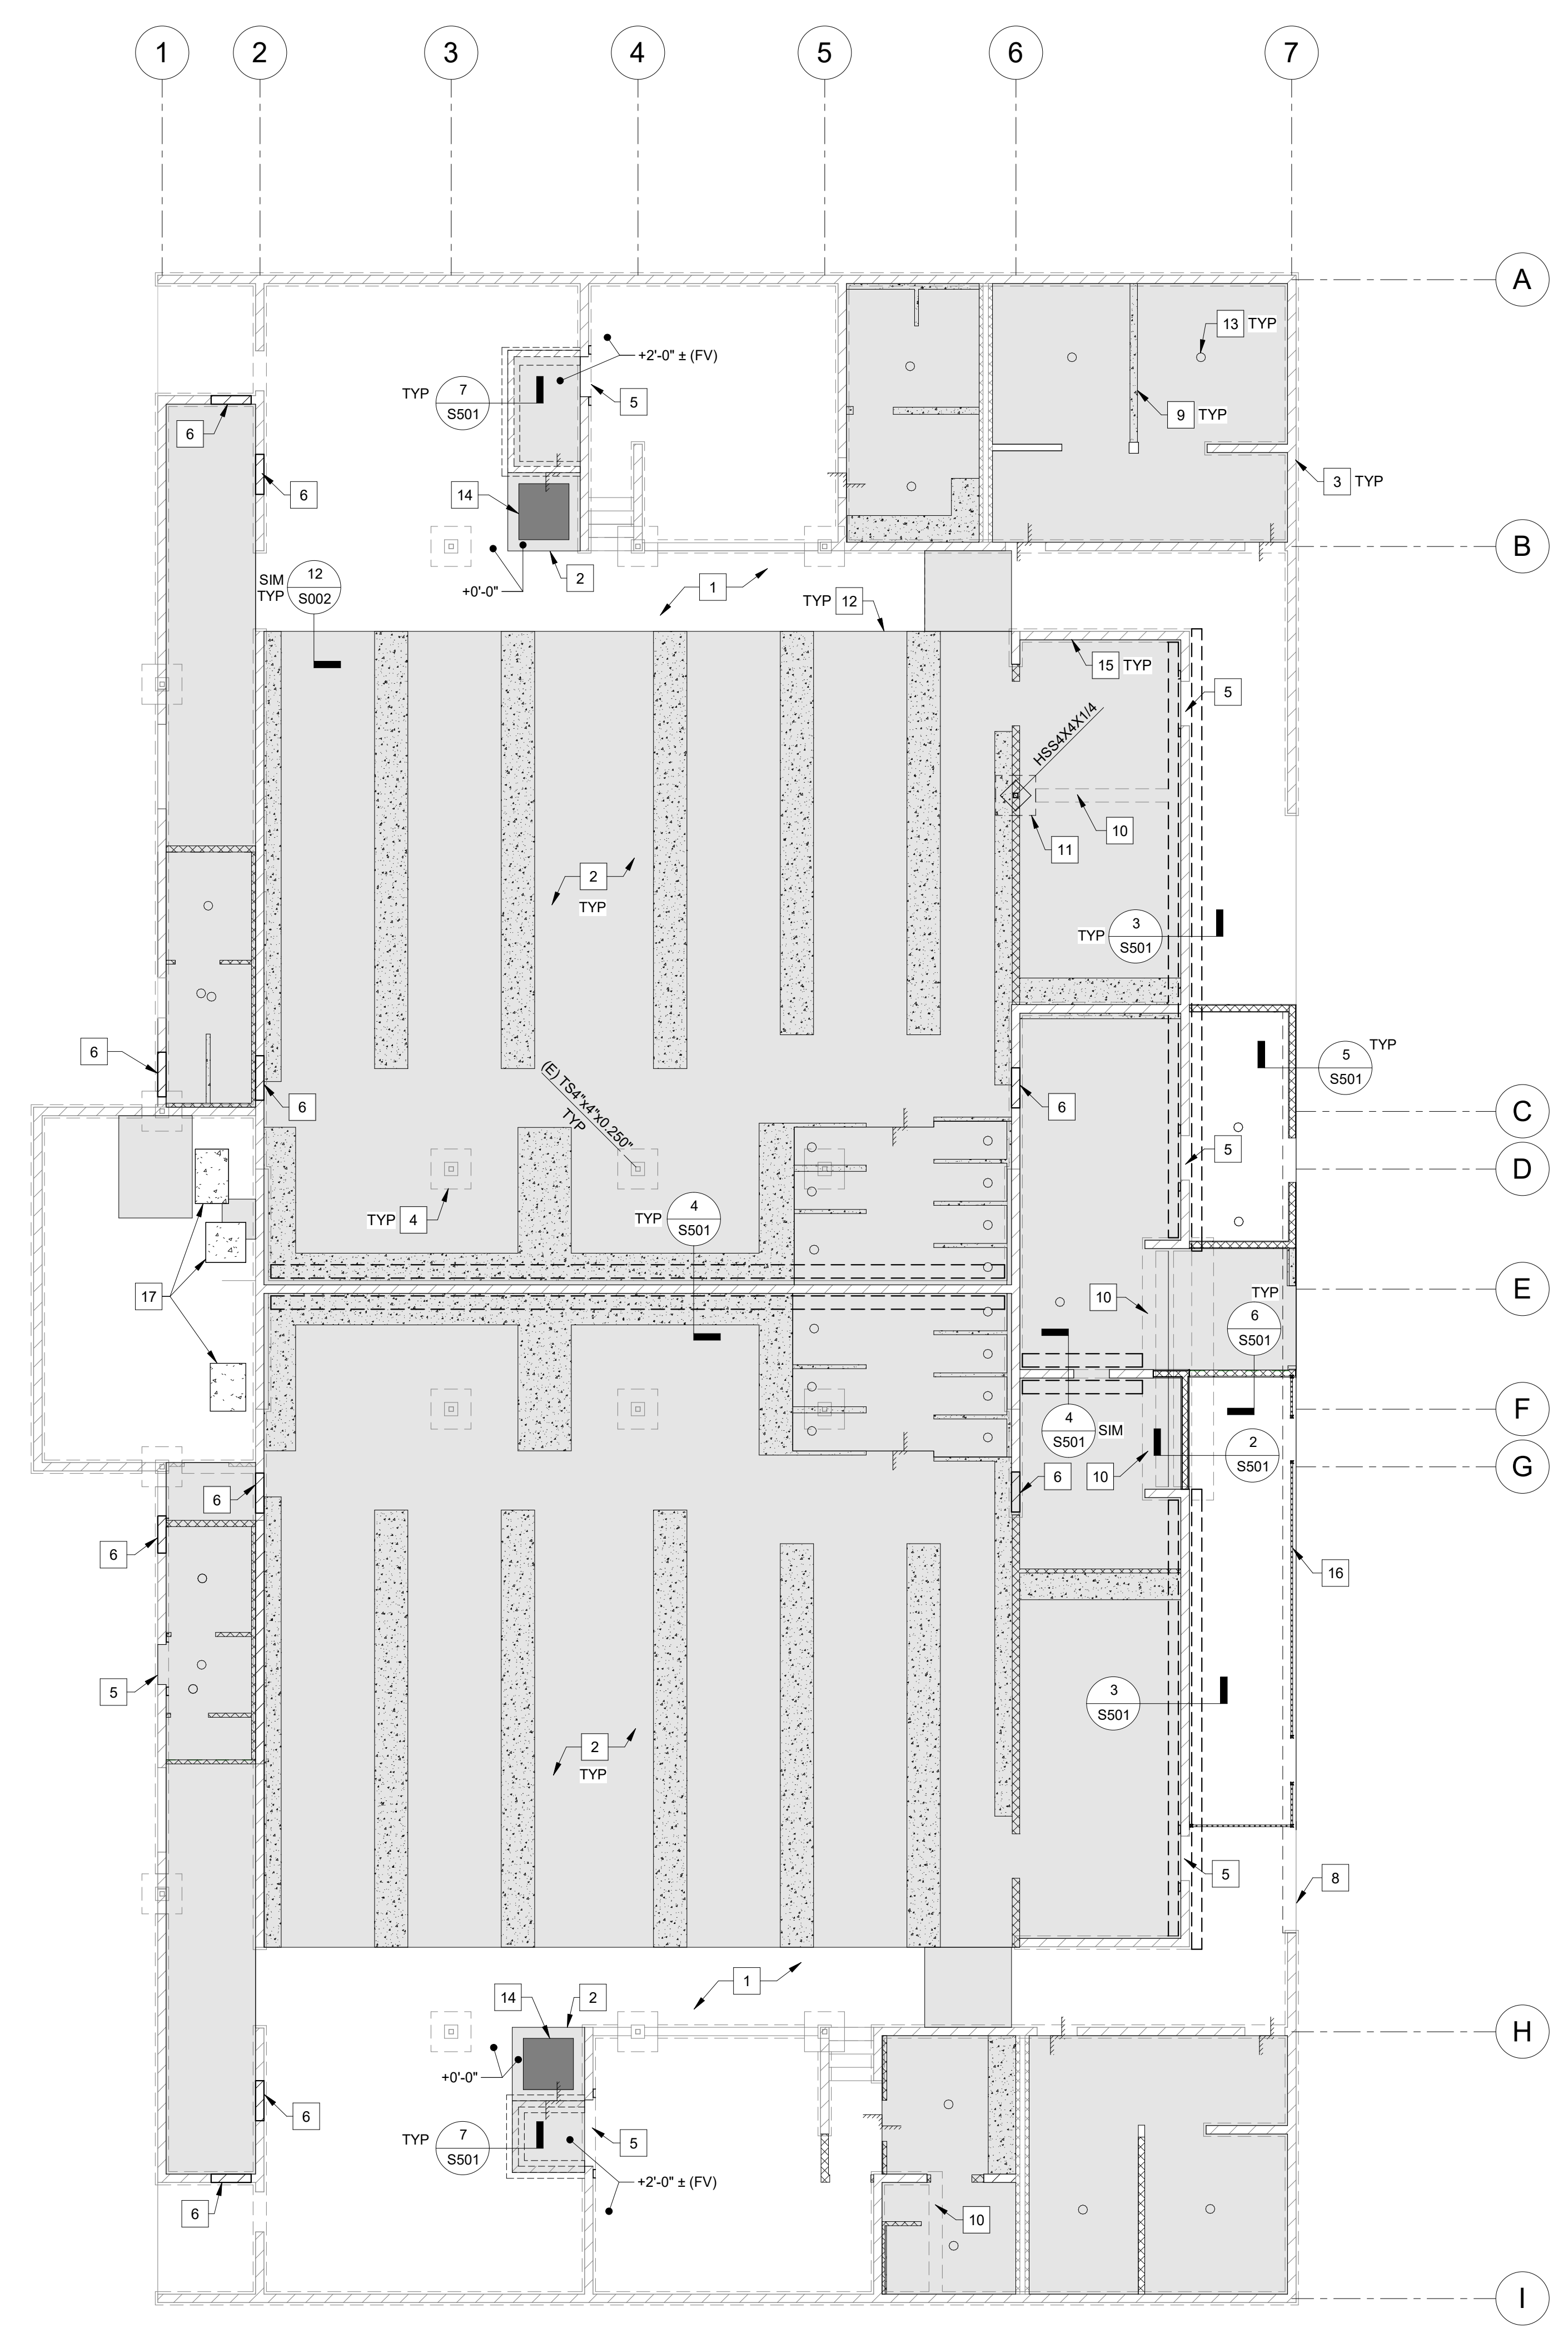 1
2
3
4
5
6
7
A
13 TYP
+2'-0" ± (FV)
TYP
7
S501
5
9 TYP
6
3 TYP
6
14
B
2
1
+0'-0"
SIM
TYP
12
S002
TYP 12
15 TYP
5
HSS4X4X1/4
10
11
2
TYP
TYP
3
S501
6
5
S501
TYP
(E) TS4"x4"x0.250"
TYP
6
6
C
5
D
TYP 4
TYP
4
S501
17
10
TYP
E
6
S501
4
S501
SIM
F
2
S501
G
6
6
10
6
16
5
3
S501
2
TYP
5
8
1
14
2
H
+0'-0"
6
TYP
7
S501
5
+2'-0" ± (FV)
6
10
I